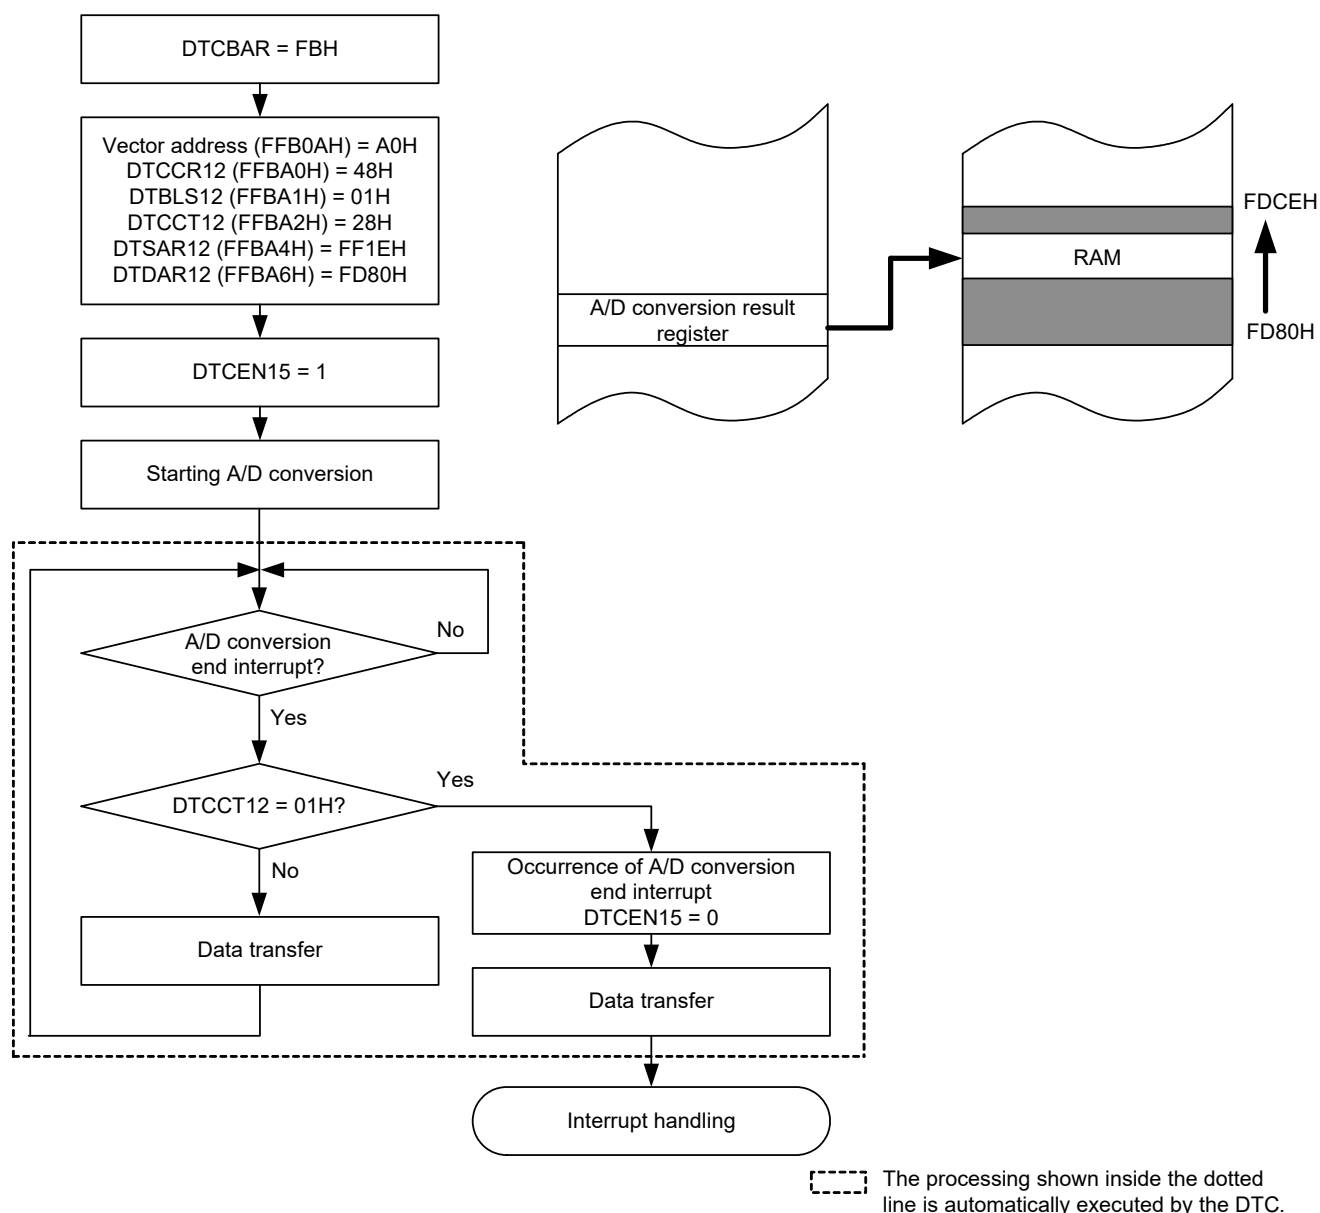 DTCBAR = FBH
Vector address (FFB0AH) = A0H
DTCCR12 (FFBA0H) = 48H
DTBLS12 (FFBA1H) = 01H
DTCCT12 (FFBA2H) = 28H
DTSAR12 (FFBA4H) = FF1EH
DTDAR12 (FFBA6H) = FD80H
DTCEN15 = 1
Starting A/D conversion
A/D conversion result
register
RAM
FDCEH
FD80H
A/D conversion
end interrupt?
No
Yes
DTCCT12 = 01H?
Yes
No
Data transfer
Occurrence of A/D conversion
end interrupt
DTCEN15 = 0
Data transfer
Interrupt handling
The processing shown inside the dotted
line is automatically executed by the DTC.